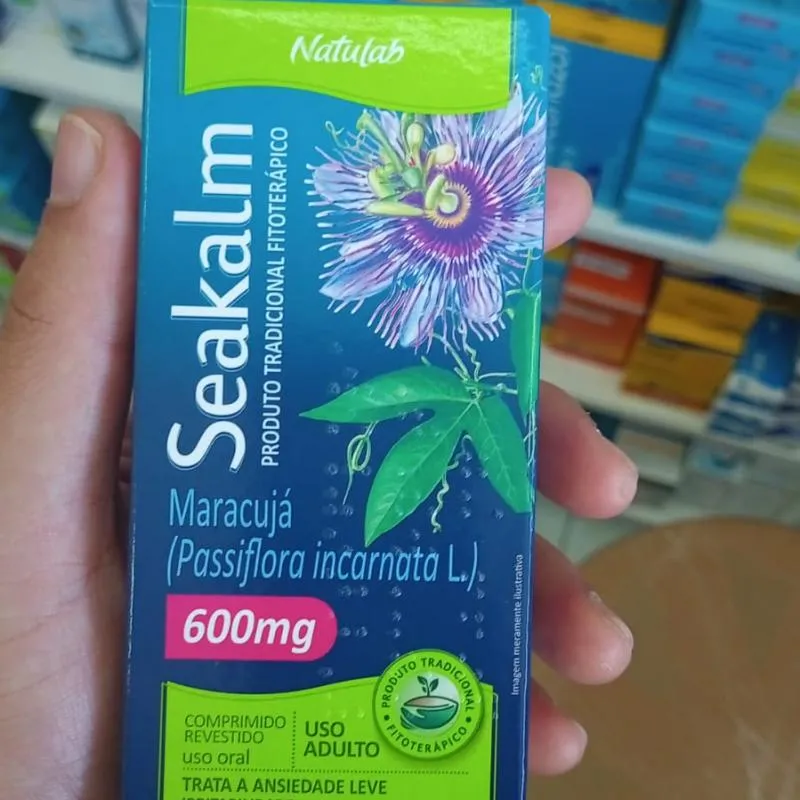 Natulab
Seakalm
PRODUTO TRADICIONAL FITOTERÁPICO
Maracujá
(Passiflora incarnata L.)
600mg
Imagem meramente ilustrativa
PRODUTO TRADICIONAL
FITOTERÁPICO
COMPRIMIDO
REVESTIDO
uso oral
USO
ADULTO
TRATA A ANSIEDADE LEVE